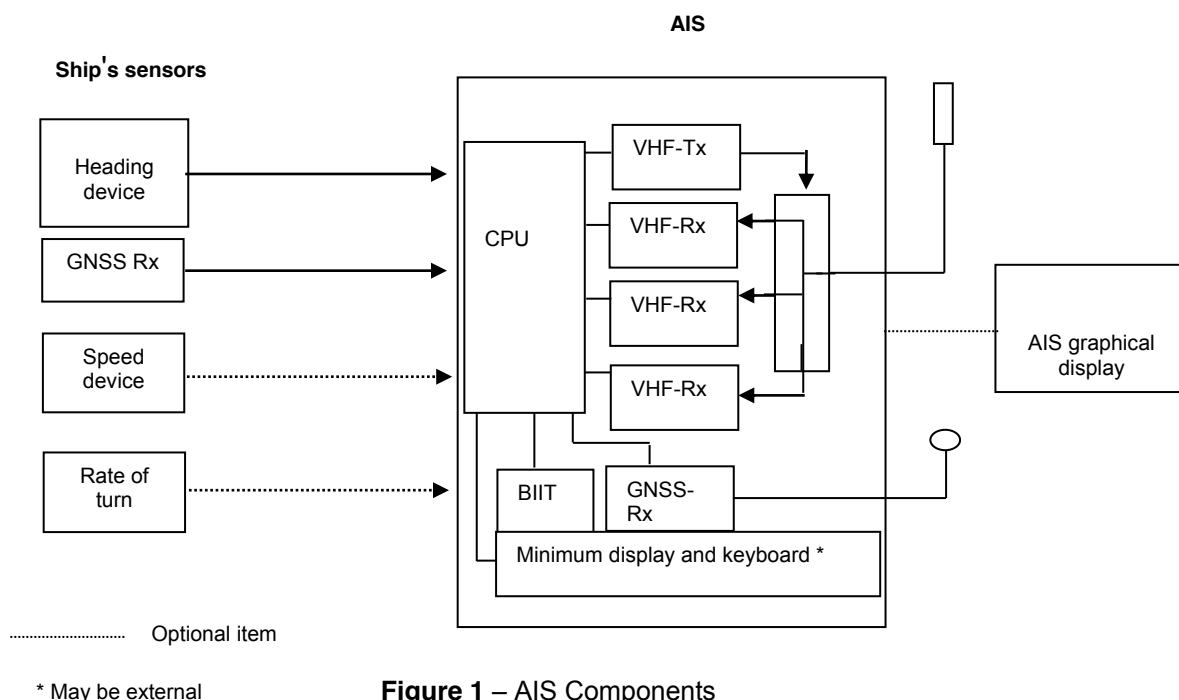 AIS
Ship's sensors
Heading
device
GNSS Rx
Speed
device
Rate of
turn
CPU
VHF-Tx
VHF-Rx
VHF-Rx
VHF-Rx
BIIT
GNSS-
Rx
Minimum display and keyboard *
AIS graphical
display
Optional item
* May be external
Figure 1 – AIS Components